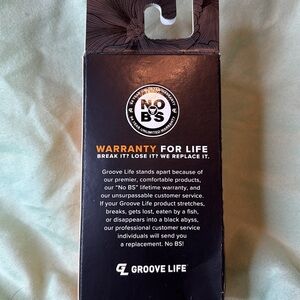 NO
BS
WARRANTY FOR LIFE
BREAK IT? LOSE IT? WE REPLACE IT.
Groove Life stands apart because of
our premier, comfortable products,
our "No BS" lifetime warranty, and
our unsurpassable customer service.
If your Groove Life product stretches,
breaks, gets lost, eaten by a fish,
or disappears into a black abyss,
our professional customer service
individuals will send you
a replacement. No BS!
GL GROOVE LIFE